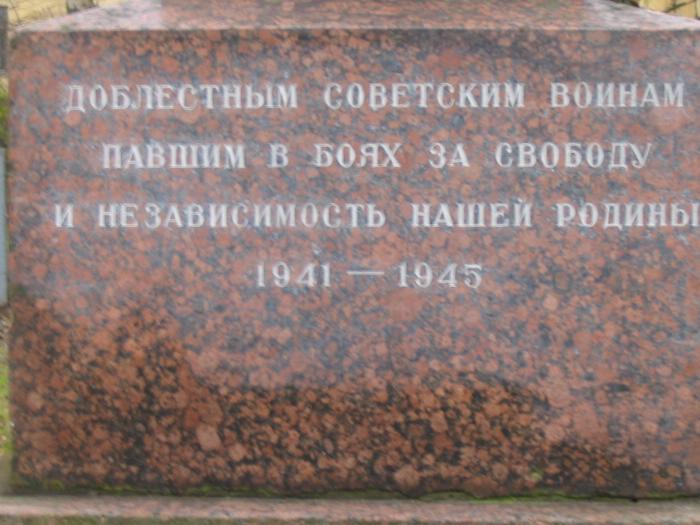 ДОБЛЕСТНЫМ СОВЕТСКИМ ВОИНАМ
ПАВШИМ В БОЯХ ЗА СВОБОДУ
И НЕЗАВИСИМОСТЬ НАШЕЙ РОДИНЫ
1941 — 1945